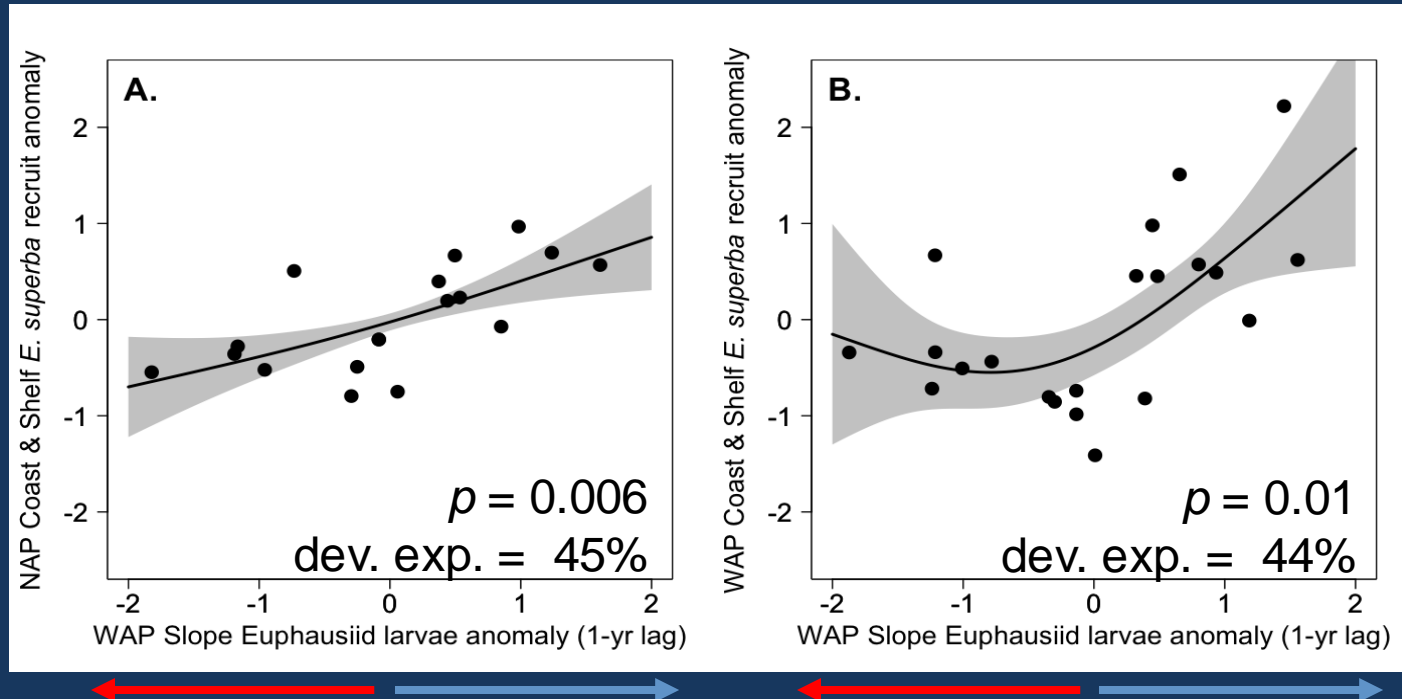 NAP Coast & Shelf E. superba recruit anomaly
A.
2
1
0
-1
-2
p = 0.006
dev. exp. = 45%
-2 -1 0 1 2
WAP Slope Euphausiid larvae anomaly (1-yr lag)
WAP Coast & Shelf E. superba recruit anomaly
B.
2
1
0
-1
-2
p = 0.01
dev. exp. = 44%
-2 -1 0 1 2
WAP Slope Euphausiid larvae anomaly (1-yr lag)